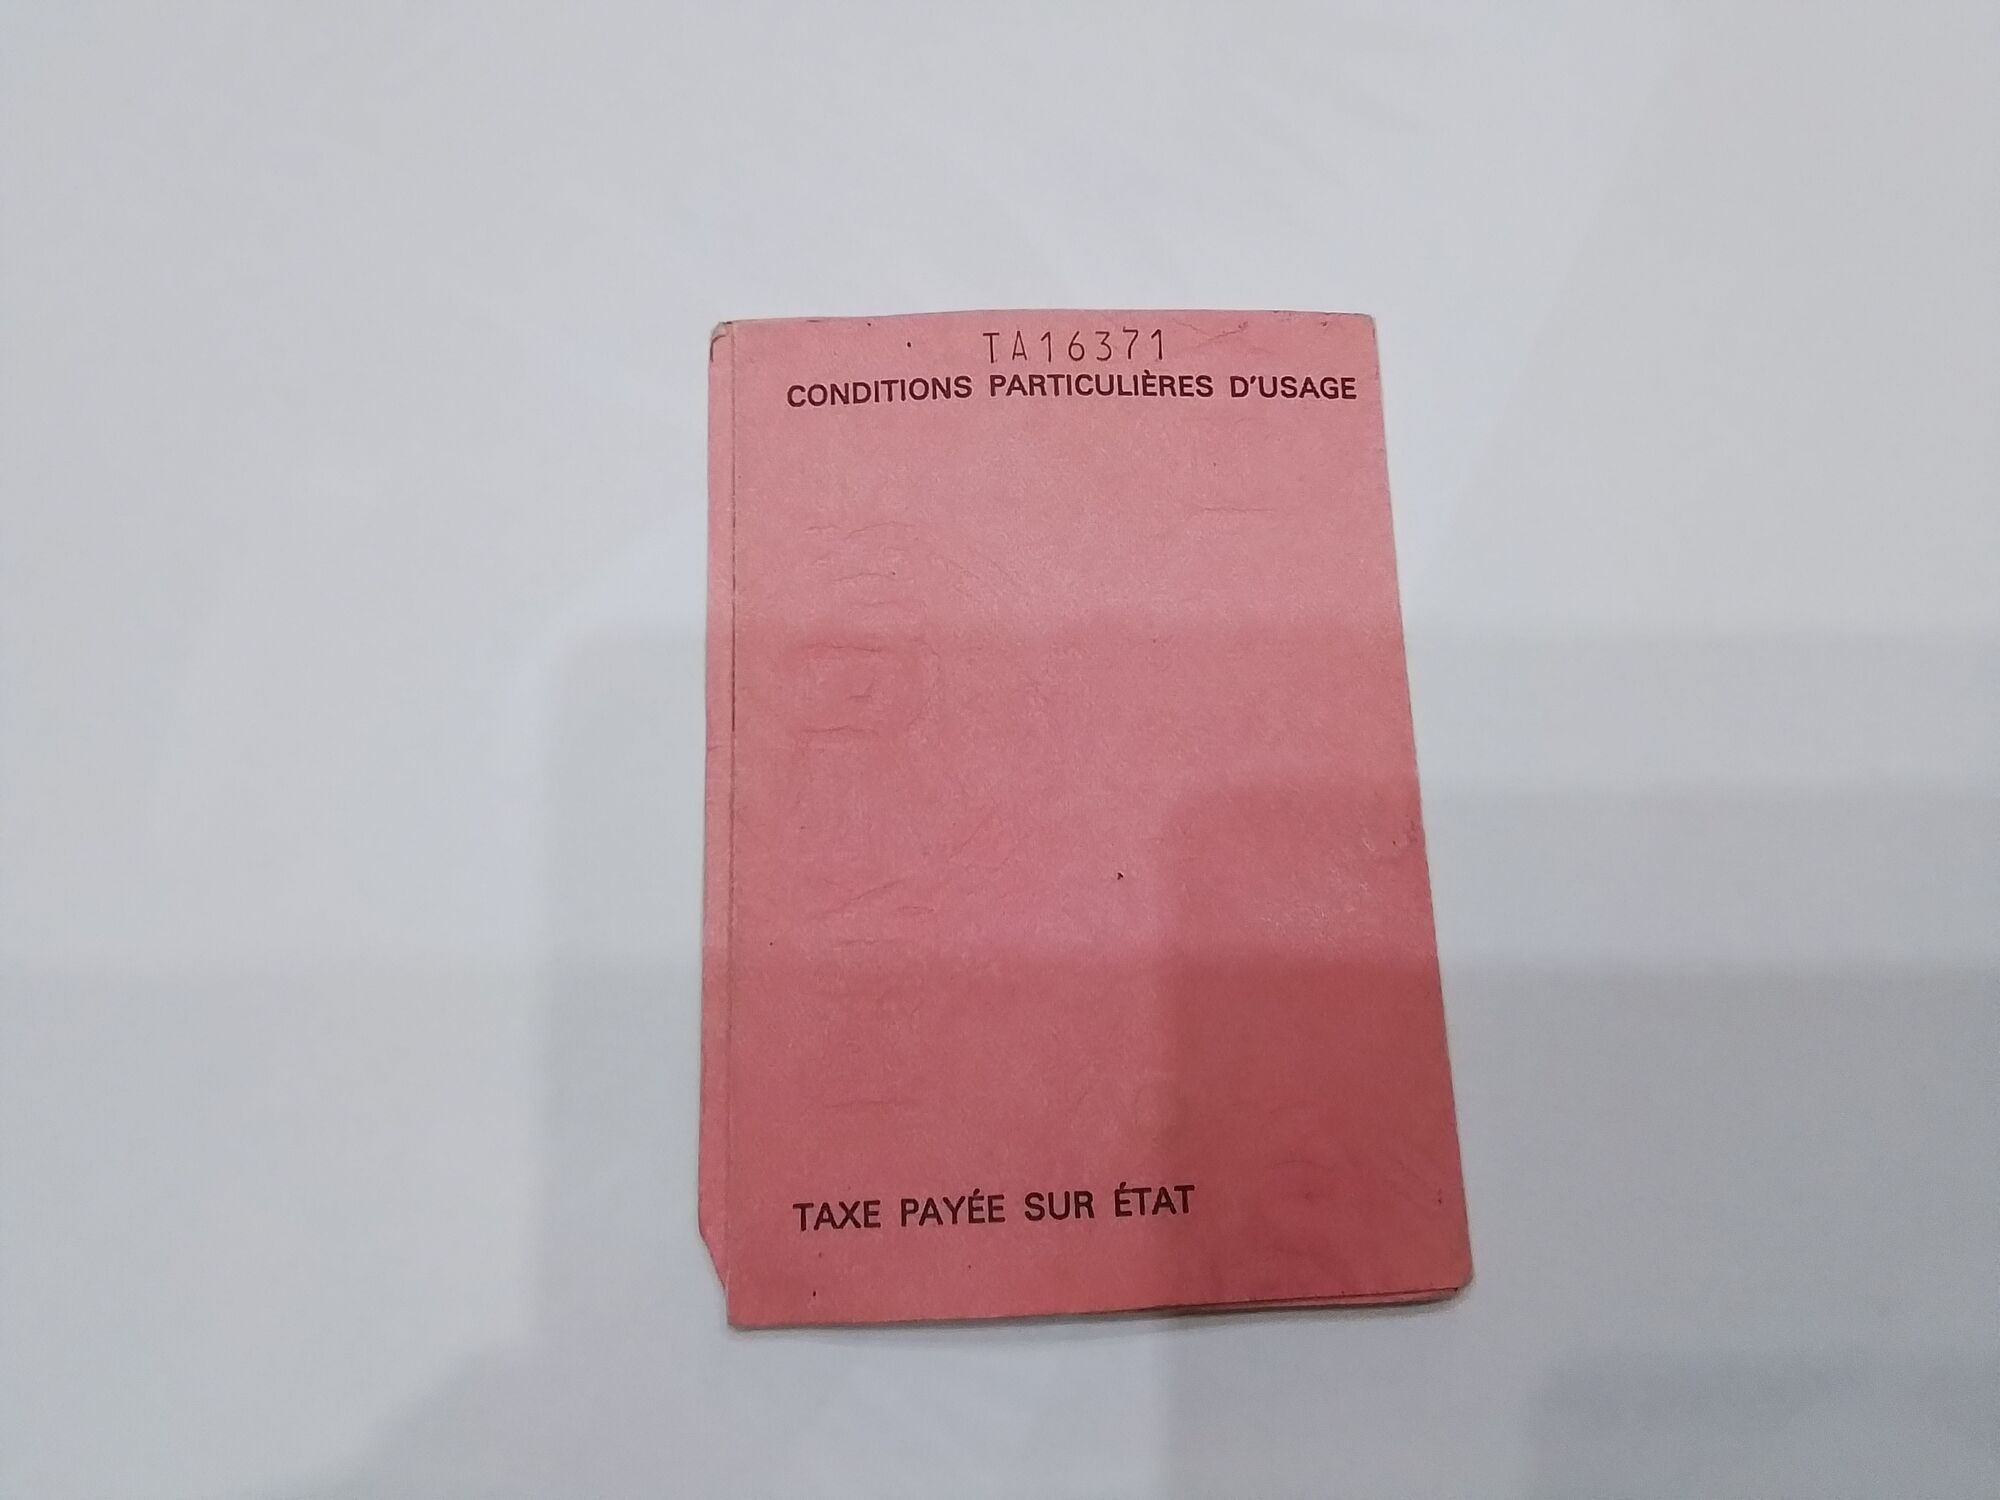 TA16371
CONDITIONS PARTICULIÈRES D'USAGE
TAXE PAYÉE SUR ÉTAT